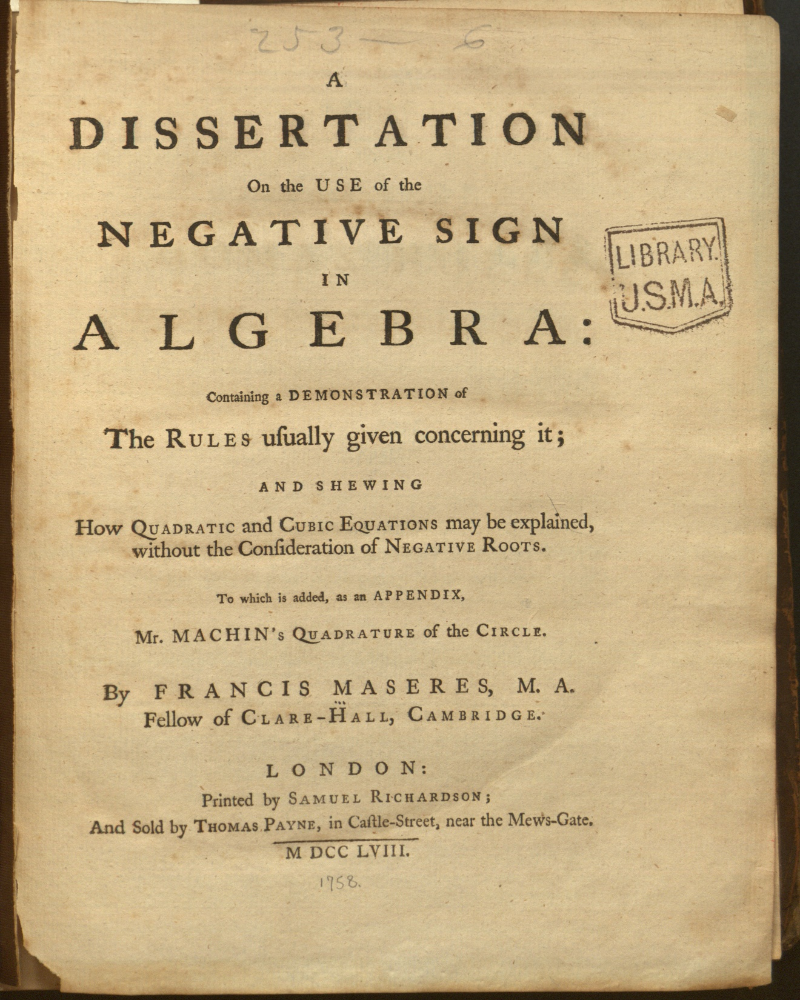 253 — 6
A
DISSERTATION
On the USE of the
NEGATIVE SIGN
IN
ALGEBRA:
LIBRARY.
U.S.M.A.
Containing a DEMONSTRATION of
The RULES uſually given concerning it;
AND SHEWING
How QUADRATIC and CUBIC EQUATIONS may be explained,
without the Conſideration of NEGATIVE ROOTS.
To which is added, as an APPENDIX,
Mr. MACHIN's QUADRATURE of the CIRCLE.
By FRANCIS MASERES, M. A.
Fellow of CLARE-HALL, CAMBRIDGE.
LONDON:
Printed by SAMUEL RICHARDSON;
And Sold by THOMAS PAYNE, in Caſtle-Street, near the Mews-Gate.
M DCC LVIII.
1758.